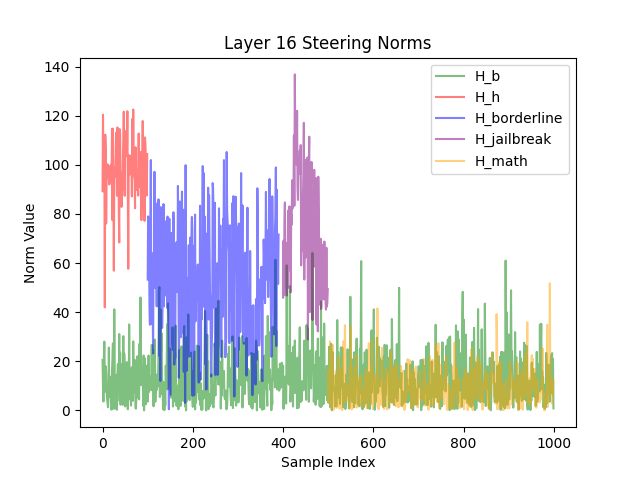 Layer 16 Steering Norms
140
120
100
80
60
40
20
0
Norm Value
0 200 400 600 800 1000
Sample Index
H_b
H_h
H_borderline
H_jailbreak
H_math